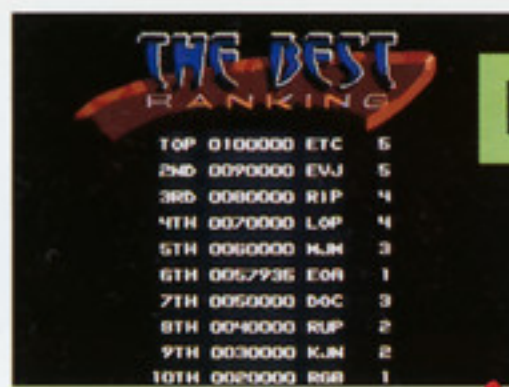 THE BEST
RANKING
TOP 0100000 ETC 5
2ND 0090000 EVJ 5
3RD 0080000 RIP 4
4TH 0070000 LOP 4
5TH 0060000 MJM 3
6TH 0057935 EOA 1
7TH 0050000 DOC 3
8TH 0040000 RUP 2
9TH 0030000 KJN 2
10TH 0020000 RGB 1